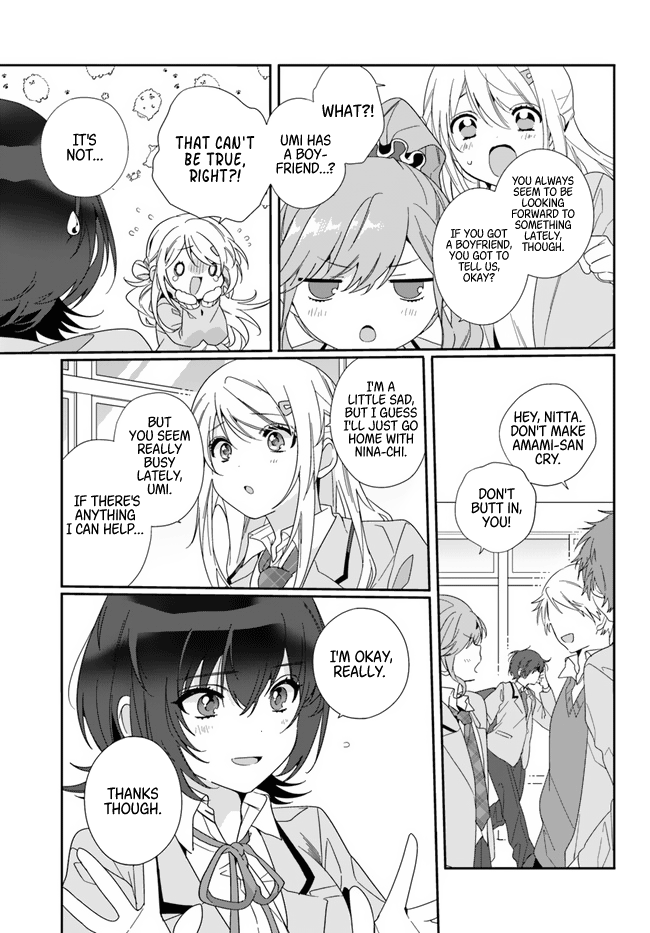 YOU ALWAYS
SEEM TO BE
LOOKING
FORWARD TO
SOMETHING
LATELY,
THOUGH.
IF YOU GOT
A BOYFRIEND,
YOU GOT TO
TELL US,
OKAY?
WHAT?!
UMI HAS
A BOY-
FRIEND...?
THAT CAN'T
BE TRUE,
RIGHT?!
IT'S
NOT...
HEY, NITTA.
DON'T MAKE
AMAMI-SAN
CRY.
DON'T
BUTT IN,
YOU!
I'M A
LITTLE SAD,
BUT I GUESS
I'LL JUST GO
HOME WITH
NINA-CHI.
BUT
YOU SEEM
REALLY
BUSY
LATELY,
UMI.
IF THERE'S
ANYTHING
I CAN HELP...
I'M OKAY,
REALLY.
THANKS
THOUGH.